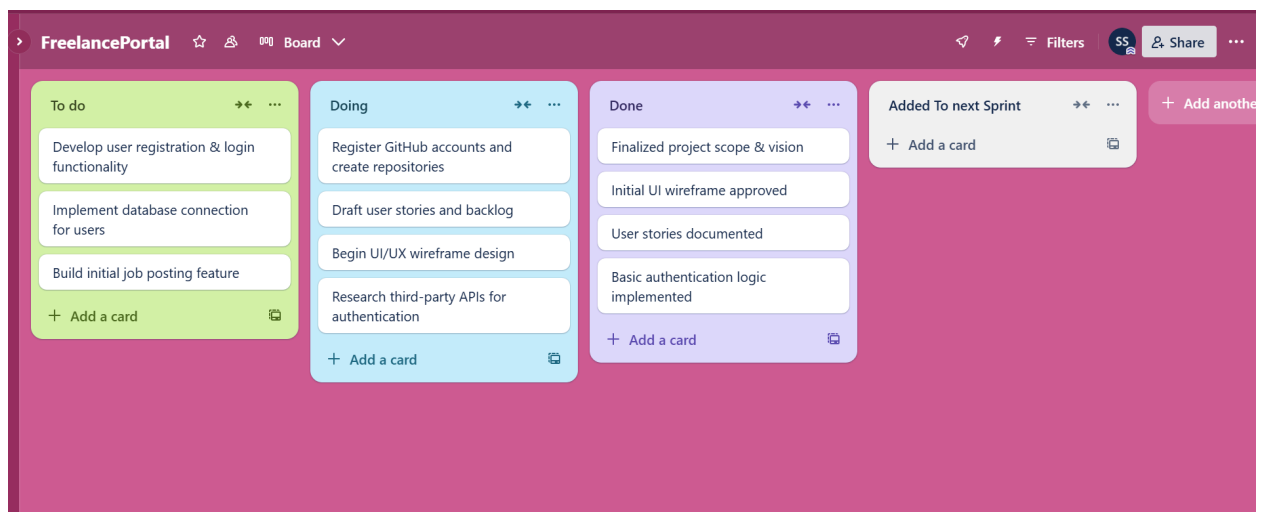 FreelancePortal
Board
Filters
SS
Share
To do
Develop user registration & login
functionality
Implement database connection
for users
Build initial job posting feature
Add a card
Doing
Register GitHub accounts and
create repositories
Draft user stories and backlog
Begin UI/UX wireframe design
Research third-party APIs for
authentication
Add a card
Done
Finalized project scope & vision
Initial UI wireframe approved
User stories documented
Basic authentication logic
implemented
Add a card
Added To next Sprint
Add a card
Add anothe